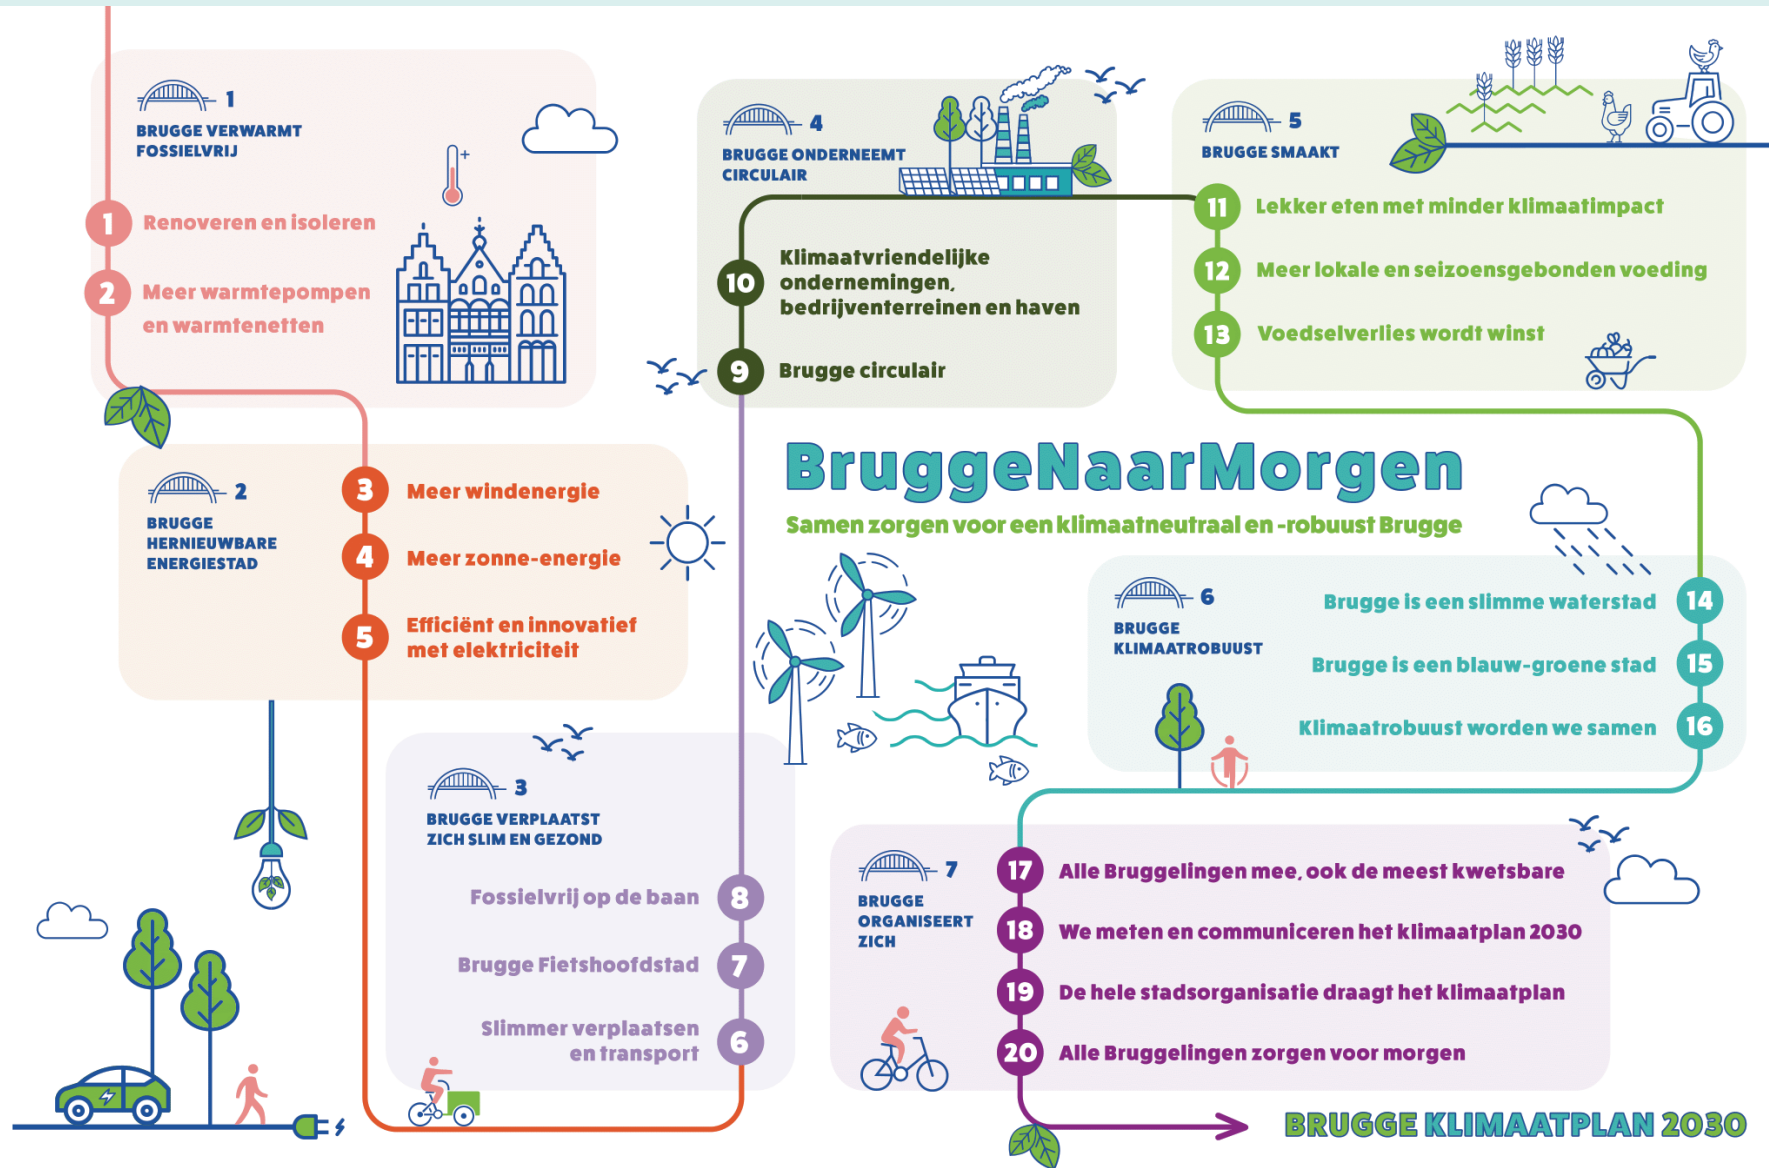 1
BRUGGE VERWARMT
FOSSIELVRIJ
1
Renoveren en isoleren
2
Meer warmtepompen
en warmtenetten
2
BRUGGE
HERNIEUWBARE
ENERGIESTAD
3
Meer windenergie
4
Meer zonne-energie
5
Efficiënt en innovatief
met elektriciteit
3
BRUGGE VERPLAATST
ZICH SLIM EN GEZOND
Fossielvrij op de baan
8
Brugge Fietshoofdstad
7
Slimmer verplaatsen
en transport
6
4
BRUGGE ONDERNEEMT
CIRCULAIR
10
Klimaatvriendelijke
ondernemingen,
bedrijventerreinen en haven
9
Brugge circulair
5
BRUGGE SMAAKT
11
Lekker eten met minder klimaatimpact
12
Meer lokale en seizoensgebonden voeding
13
Voedselverlies wordt winst
BruggeNaarMorgen
Samen zorgen voor een klimaatneutraal en -robuust Brugge
6
BRUGGE
KLIMAATROBUUST
Brugge is een slimme waterstad
14
Brugge is een blauw-groene stad
15
Klimaatrobuust worden we samen
16
7
BRUGGE
ORGANISEERT
ZICH
17
Alle Bruggelingen mee, ook de meest kwetsbare
18
We meten en communiceren het klimaatplan 2030
19
De hele stadsorganisatie draagt het klimaatplan
20
Alle Bruggelingen zorgen voor morgen
BRUGGE KLIMAATPLAN 2030